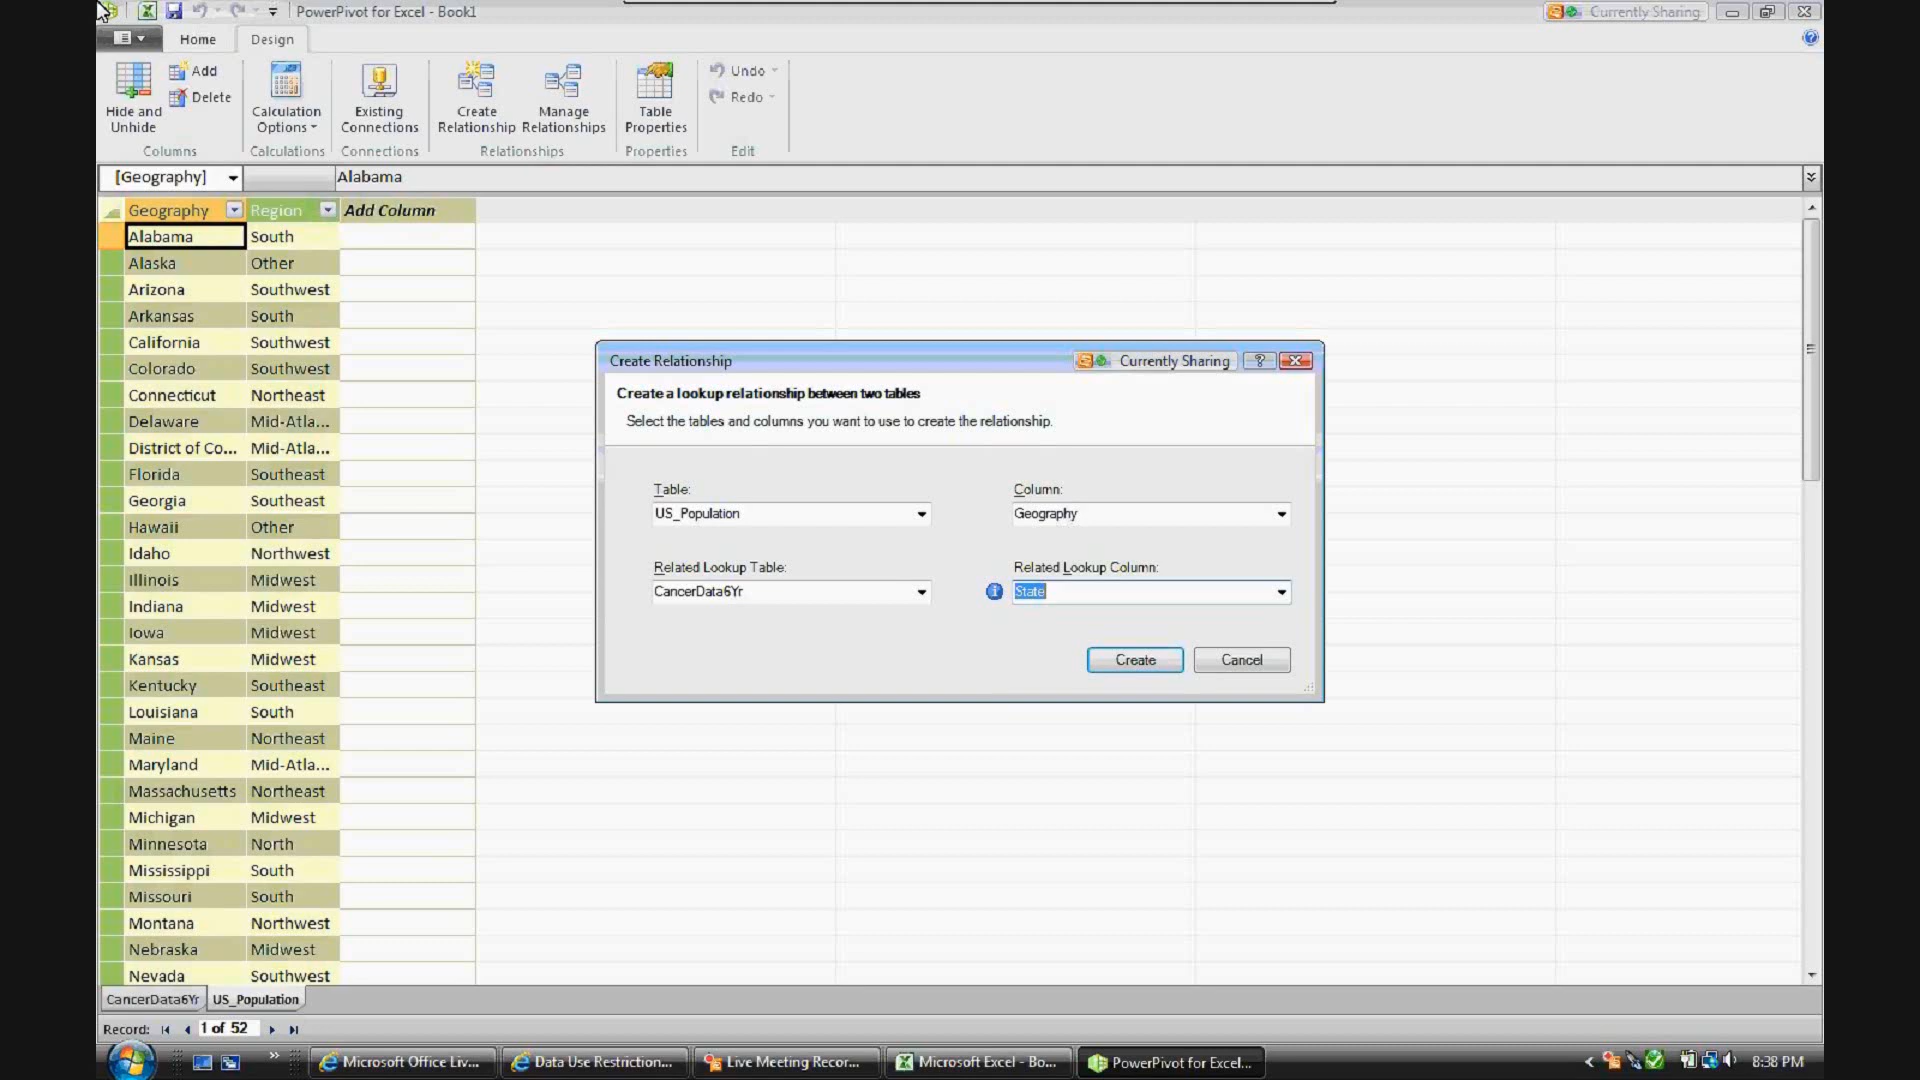 PowerPivot for Excel - Book1
Currently Sharing
Home Design
Hide and Unhide
Add
Delete
Columns
Calculation Options
Calculations
Existing Connections
Connections
Create Relationship
Manage Relationships
Relationships
Table Properties
Properties
Undo
Redo
Edit
[Geography] Alabama
Geography Region Add Column
Alabama South
Alaska Other
Arizona Southwest
Arkansas South
California Southwest
Colorado Southwest
Connecticut Northeast
Delaware Mid-Atla...
District of Co... Mid-Atla...
Florida Southeast
Georgia Southeast
Hawaii Other
Idaho Northwest
Illinois Midwest
Indiana Midwest
Iowa Midwest
Kansas Midwest
Kentucky Southeast
Louisiana South
Maine Northeast
Maryland Mid-Atla...
Massachusetts Northeast
Michigan Midwest
Minnesota North
Mississippi South
Missouri South
Montana Northwest
Nebraska Midwest
Nevada Southwest
Create Relationship Currently Sharing ?
Create a lookup relationship between two tables
Select the tables and columns you want to use to create the relationship.
Table: Column:
US_Population Geography
Related Lookup Table: Related Lookup Column:
CancerData6Yr State
Create Cancel
CancerData6Yr US_Population
Record: 1 of 52
Microsoft Office Liv... Data Use Restriction... Live Meeting Recor... Microsoft Excel - Bo... PowerPivot for Excel... 8:38 PM